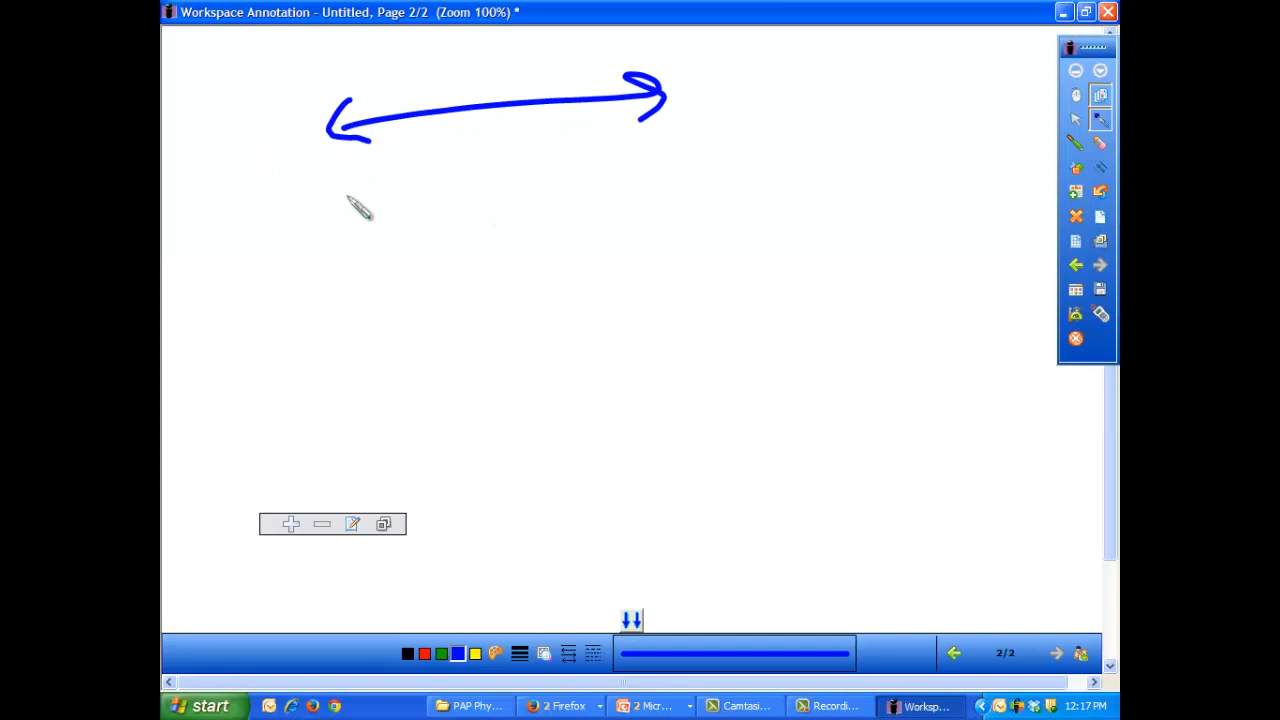 Workspace Annotation - Untitled, Page 2/2 (Zoom 100%) *
2/2
start
PAP Phy...
2 Firefox
2 Micr...
Camtasi...
Recordi...
Worksp...
12:17 PM